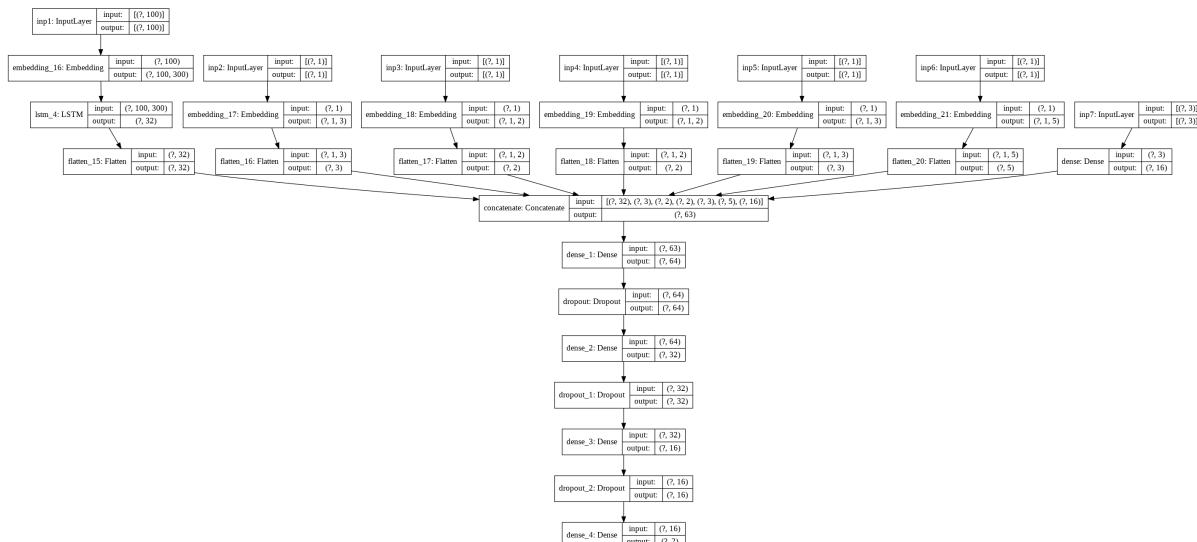 inp1: InputLayer input: [(?, 100)]
output: [(?, 100)]
embedding_16: Embedding input: (?, 100)
output: (?, 100, 300)
inp2: InputLayer input: [(?, 1)]
output: [(?, 1)]
inp3: InputLayer input: [(?, 1)]
output: [(?, 1)]
inp4: InputLayer input: [(?, 1)]
output: [(?, 1)]
inp5: InputLayer input: [(?, 1)]
output: [(?, 1)]
inp6: InputLayer input: [(?, 1)]
output: [(?, 1)]
lstm_4: LSTM input: (?, 100, 300)
output: (?, 32)
embedding_17: Embedding input: (?, 1)
output: (?, 1, 3)
embedding_18: Embedding input: (?, 1)
output: (?, 1, 2)
embedding_19: Embedding input: (?, 1)
output: (?, 1, 2)
embedding_20: Embedding input: (?, 1)
output: (?, 1, 3)
embedding_21: Embedding input: (?, 1)
output: (?, 1, 5)
inp7: InputLayer input: [(?, 3)]
output: [(?, 3)]
flatten_15: Flatten input: (?, 32)
output: (?, 32)
flatten_16: Flatten input: (?, 1, 3)
output: (?, 3)
flatten_17: Flatten input: (?, 1, 2)
output: (?, 2)
flatten_18: Flatten input: (?, 1, 2)
output: (?, 2)
flatten_19: Flatten input: (?, 1, 3)
output: (?, 3)
flatten_20: Flatten input: (?, 1, 5)
output: (?, 5)
dense: Dense input: (?, 3)
output: (?, 16)
concatenate: Concatenate input: [(?, 32), (?, 3), (?, 2), (?, 2), (?, 3), (?, 5), (?, 16)]
output: (?, 63)
dense_1: Dense input: (?, 63)
output: (?, 64)
dropout: Dropout input: (?, 64)
output: (?, 64)
dense_2: Dense input: (?, 64)
output: (?, 32)
dropout_1: Dropout input: (?, 32)
output: (?, 32)
dense_3: Dense input: (?, 32)
output: (?, 16)
dropout_2: Dropout input: (?, 16)
output: (?, 16)
dense_4: Dense input: (?, 16)
output: (?, 2)